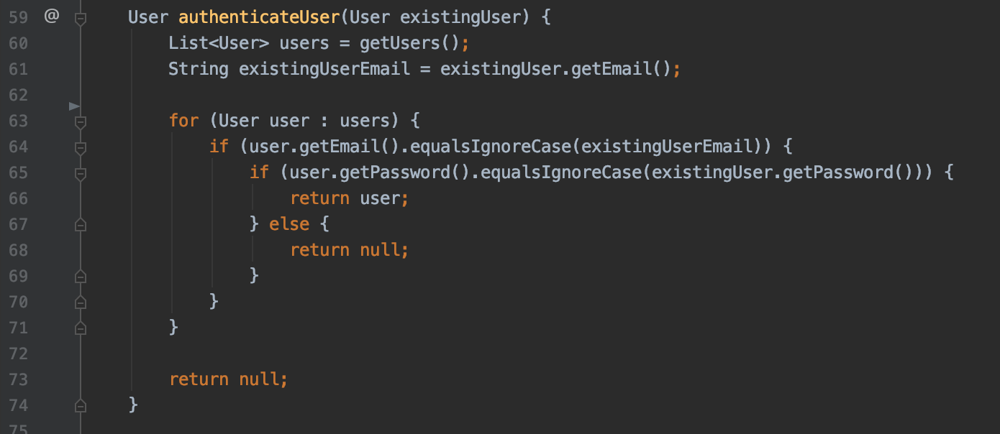 59 @ User authenticateUser(User existingUser) {
60 List<User> users = getUsers();
61 String existingUserEmail = existingUser.getEmail();
62
63 for (User user : users) {
64 if (user.getEmail().equalsIgnoreCase(existingUserEmail)) {
65 if (user.getPassword().equalsIgnoreCase(existingUser.getPassword())) {
66 return user;
67 } else {
68 return null;
69 }
70 }
71 }
72
73 return null;
74 }
75